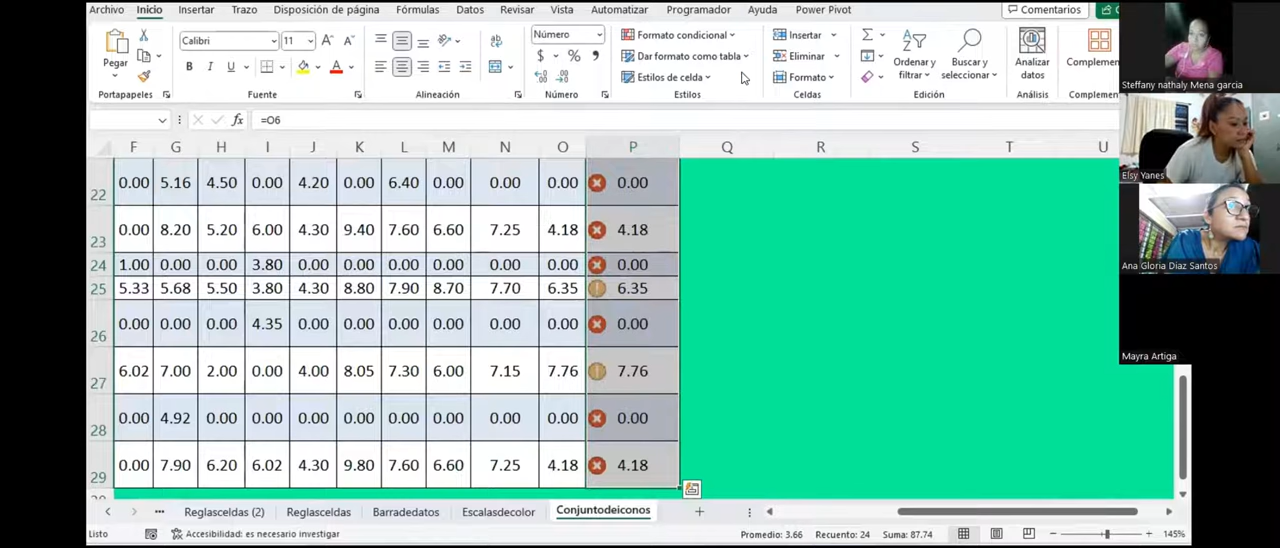 Archivo Inicio Insertar Trazo Disposición de página Fórmulas Datos Revisar Vista Automatizar Programador Ayuda Power Pivot Comentarios
Pegar
Calibri 11
N K S
Número
$ % 
Formato condicional
Dar formato como tabla
Estilos de celda
Insertar
Eliminar
Formato
Ordenar y filtrar
Buscar y seleccionar
Analizar datos
Complemen
Portapapeles Fuente Alineación Número Estilos Celdas Edición Análisis Complement
fx =O6
F G H I J K L M N O P Q R S T U
22 0.00 5.16 4.50 0.00 4.20 0.00 6.40 0.00 0.00 0.00 0.00
23 0.00 8.20 5.20 6.00 4.30 9.40 7.60 6.60 7.25 4.18 4.18
24 1.00 0.00 0.00 3.80 0.00 0.00 0.00 0.00 0.00 0.00 0.00
25 5.33 5.68 5.50 3.80 4.30 8.80 7.90 8.70 7.70 6.35 6.35
26 0.00 0.00 0.00 4.35 0.00 0.00 0.00 0.00 0.00 0.00 0.00
27 6.02 7.00 2.00 0.00 4.00 8.05 7.30 6.00 7.15 7.76 7.76
28 0.00 4.92 0.00 0.00 0.00 0.00 0.00 0.00 0.00 0.00 0.00
29 0.00 7.90 6.20 6.02 4.30 9.80 7.60 6.60 7.25 4.18 4.18
Reglasceldas (2) Reglasceldas Barradedatos Escalasdecolor Conjuntodeiconos
Listo Accesibilidad: es necesario investigar Promedio: 3.66 Recuento: 24 Suma: 87.74 145%
Steffany nathaly Mena garcia
Elsy Yanes
Ana Gloria Diaz Santos
Mayra Artiga